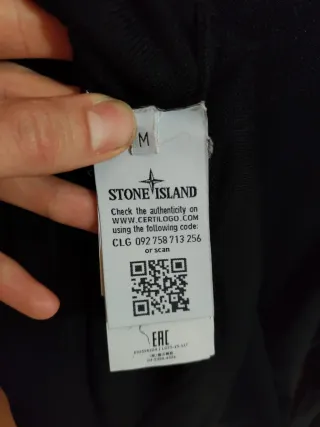 M
STONE ISLAND
Check the authenticity on
WWW.CERTILOGO.COM
using the following code:
CLG 092 758 713 256
or scan
EAC